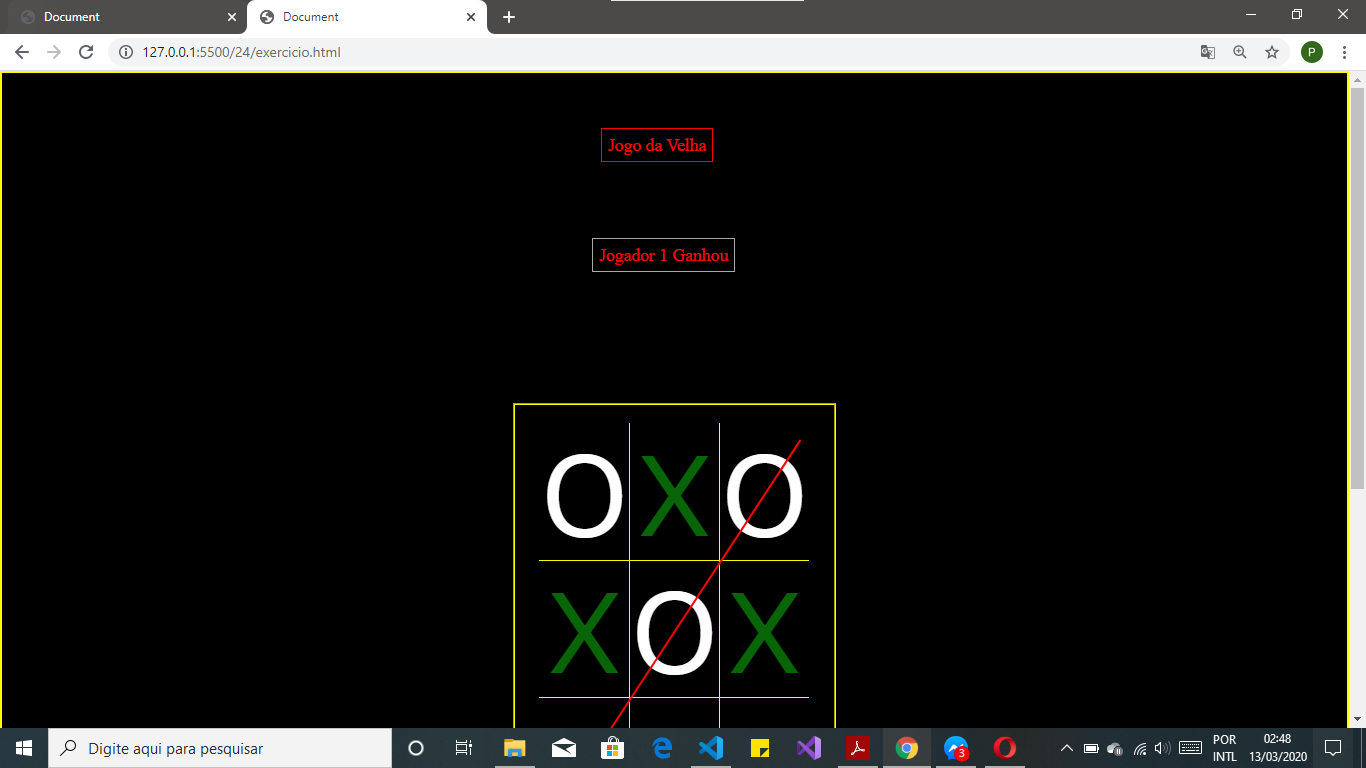 Document
Document
127.0.0.1:5500/24/exercicio.html
P
Jogo da Velha
Jogador 1 Ganhou
O X O
X O X
Digite aqui para pesquisar
3
POR
INTL
02:48
13/03/2020